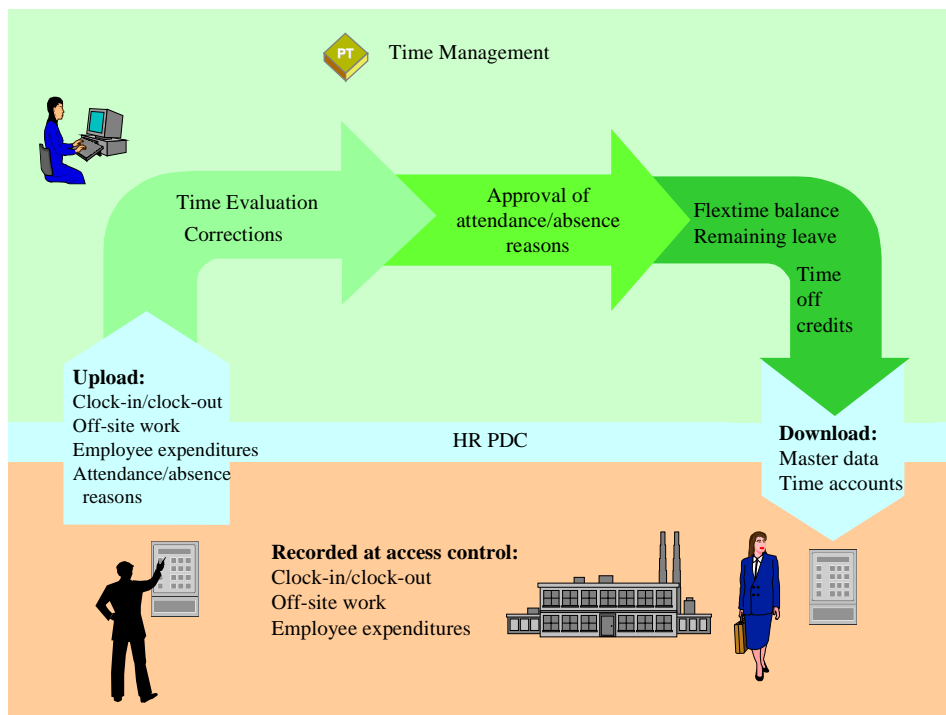 PT
Time Management
Time Evaluation
Corrections
Approval of
attendance/absence
reasons
Flextime balance
Remaining leave
Time
off
credits
Upload:
Clock-in/clock-out
Off-site work
Employee expenditures
Attendance/absence
reasons
HR PDC
Download:
Master data
Time accounts
Recorded at access control:
Clock-in/clock-out
Off-site work
Employee expenditures